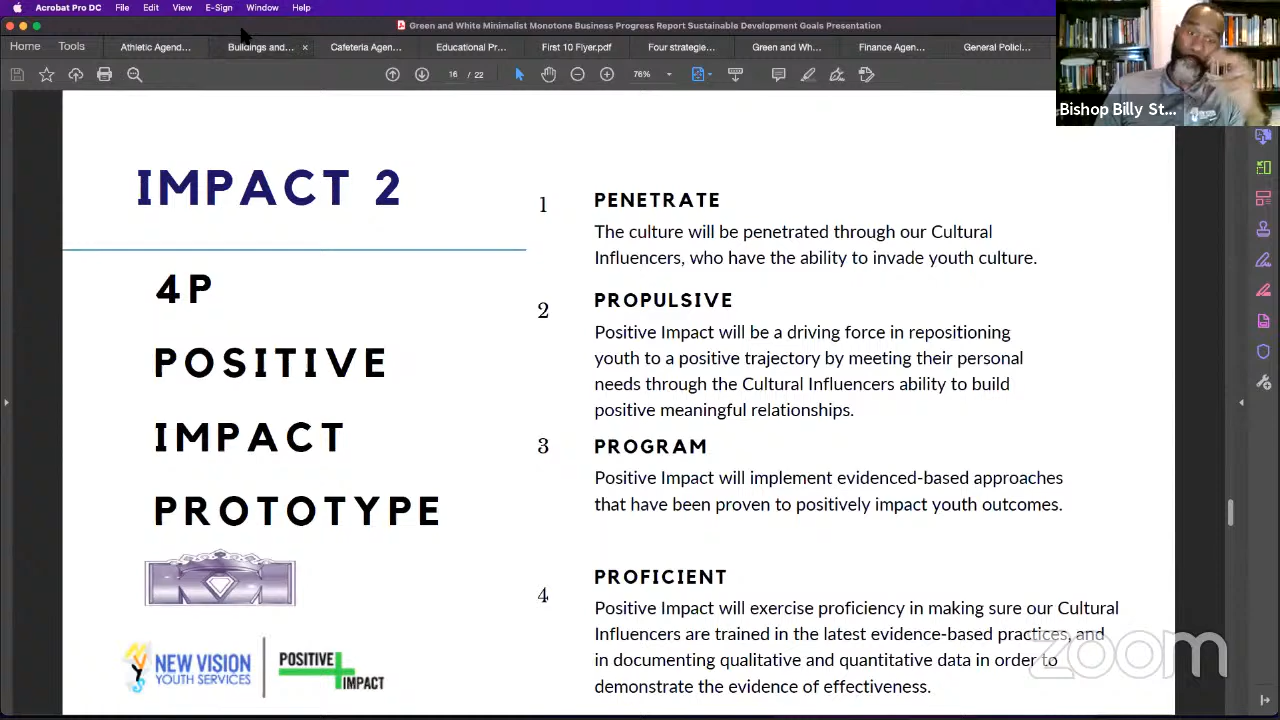 Acrobat Pro DC File Edit View E-Sign Window Help
Green and White Minimalist Monotone Business Progress Report Sustainable Development Goals Presentation
Home Tools Athletic Agend... Buildings and... × Cafeteria Agen... Educational Pr... First 10 Flyer.pdf Four strategie... Green and Wh... Finance Agen... General Polici...
16 / 22 76%
Bishop Billy St...
IMPACT 2
4P
POSITIVE
IMPACT
PROTOTYPE
NEW VISION
YOUTH SERVICES
POSITIVE
IMPACT
1 PENETRATE
The culture will be penetrated through our Cultural
Influencers, who have the ability to invade youth culture.
2 PROPULSIVE
Positive Impact will be a driving force in repositioning
youth to a positive trajectory by meeting their personal
needs through the Cultural Influencers ability to build
positive meaningful relationships.
3 PROGRAM
Positive Impact will implement evidenced-based approaches
that have been proven to positively impact youth outcomes.
4 PROFICIENT
Positive Impact will exercise proficiency in making sure our Cultural
Influencers are trained in the latest evidence-based practices, and
in documenting qualitative and quantitative data in order to
demonstrate the evidence of effectiveness.
zoom